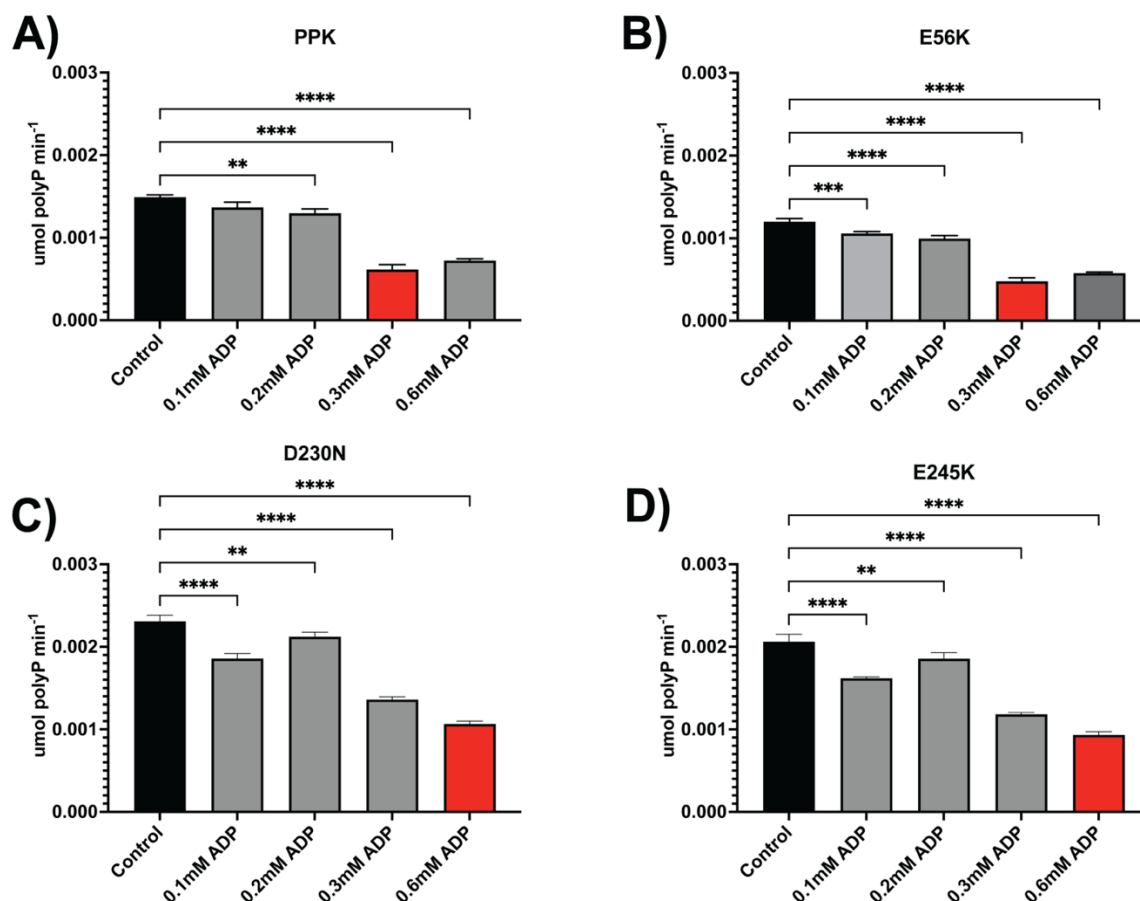 A)
PPK
umol polyP min⁻¹
0.003
0.002
0.001
0.000
****
****
**
Control
0.1mM ADP
0.2mM ADP
0.3mM ADP
0.6mM ADP
B)
E56K
umol polyP min⁻¹
0.003
0.002
0.001
0.000
****
****
****
***
Control
0.1mM ADP
0.2mM ADP
0.3mM ADP
0.6mM ADP
C)
D230N
umol polyP min⁻¹
0.003
0.002
0.001
0.000
****
****
**
****
Control
0.1mM ADP
0.2mM ADP
0.3mM ADP
0.6mM ADP
D)
E245K
umol polyP min⁻¹
0.003
0.002
0.001
0.000
****
****
**
****
Control
0.1mM ADP
0.2mM ADP
0.3mM ADP
0.6mM ADP